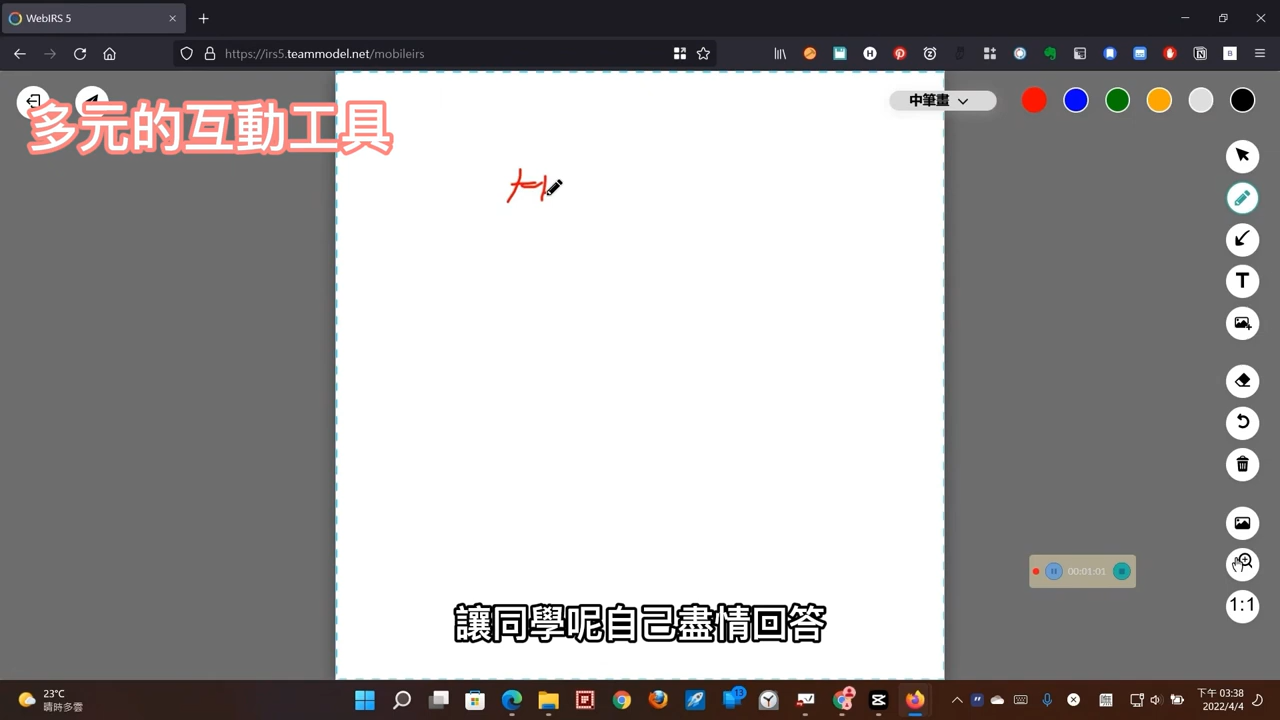 WebIRS 5
https://irs5.teammodel.net/mobileirs
中筆畫
多元的互動工具
T
00:01:01
1:1
讓同學呢自己盡情回答
23°C
晴時多雲
13
下午 03:38
2022/4/4